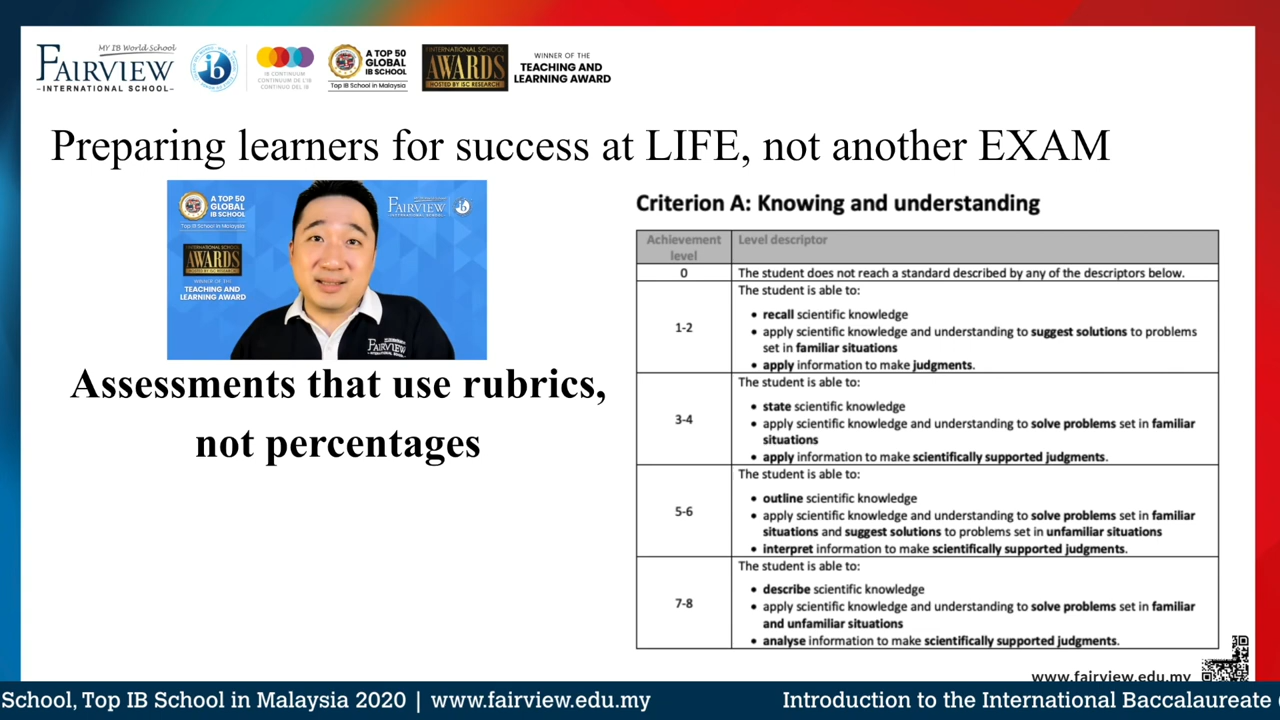 MY IB World School
FAIRVIEW
INTERNATIONAL SCHOOL
IB CONTINUUM
CONTINUUM DE L'IB
CONTINUO DEL IB
A TOP 50
GLOBAL
IB SCHOOL
Top IB School in Malaysia
INTERNATIONAL SCHOOL
AWARDS
HOSTED BY ISC RESEARCH
WINNER OF THE
TEACHING AND
LEARNING AWARD
Preparing learners for success at LIFE, not another EXAM
A TOP 50
GLOBAL
IB SCHOOL
Top IB School in Malaysia
AWARDS
WINNER OF THE
TEACHING AND
LEARNING AWARD
FAIRVIEW
INTERNATIONAL SCHOOL
FAIRVIEW
INTERNATIONAL SCHOOL
Assessments that use rubrics,
not percentages
Criterion A: Knowing and understanding
Achievement level | Level descriptor
0 | The student does not reach a standard described by any of the descriptors below.
1-2
The student is able to:
• recall scientific knowledge
• apply scientific knowledge and understanding to suggest solutions to problems
set in familiar situations
• apply information to make judgments.
3-4
The student is able to:
• state scientific knowledge
• apply scientific knowledge and understanding to solve problems set in familiar
situations
• apply information to make scientifically supported judgments.
5-6
The student is able to:
• outline scientific knowledge
• apply scientific knowledge and understanding to solve problems set in familiar
situations and suggest solutions to problems set in unfamiliar situations
• interpret information to make scientifically supported judgments.
7-8
The student is able to:
• describe scientific knowledge
• apply scientific knowledge and understanding to solve problems set in familiar
and unfamiliar situations
• analyse information to make scientifically supported judgments.
www.fairview.edu.my
School, Top IB School in Malaysia 2020 | www.fairview.edu.my
Introduction to the International Baccalaureate